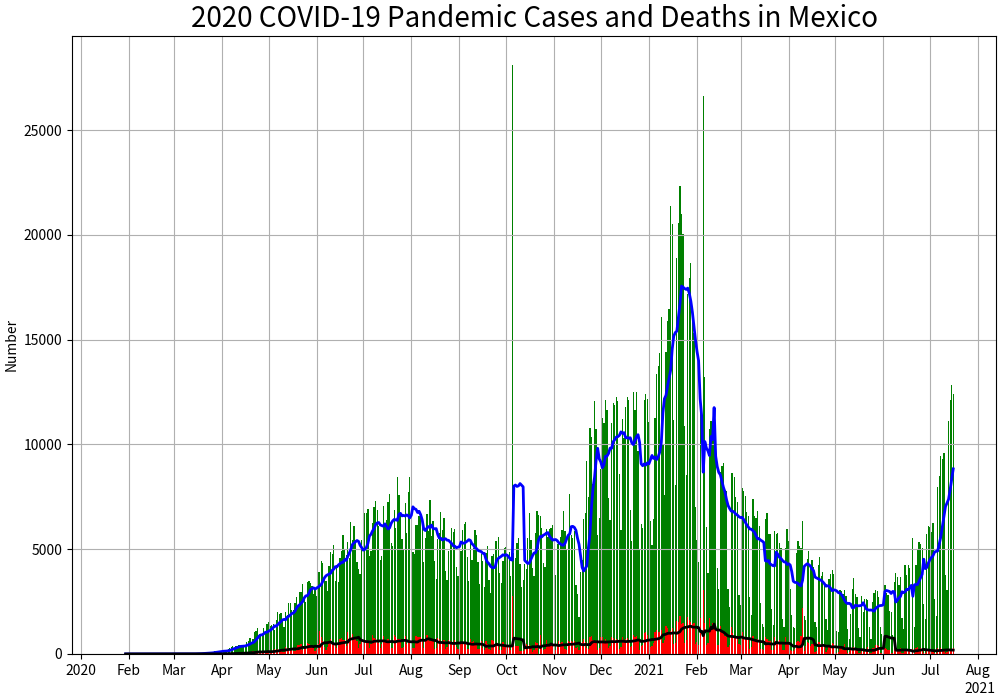 2020 COVID-19 Pandemic Cases and Deaths in Mexico
Number
25000
20000
15000
10000
5000
0
2020 Feb Mar Apr May Jun Jul Aug Sep Oct Nov Dec 2021 Feb Mar Apr May Jun Jul Aug
2021